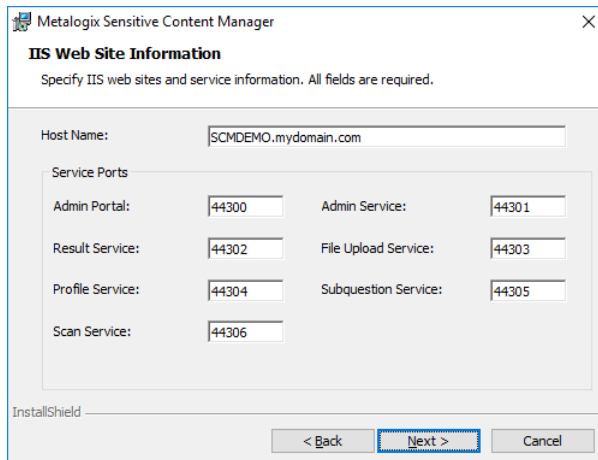 Metalogix Sensitive Content Manager
IIS Web Site Information
Specify IIS web sites and service information. All fields are required.
Host Name: SCMDEMO.mydomain.com
Service Ports
Admin Portal: 44300 Admin Service: 44301
Result Service: 44302 File Upload Service: 44303
Profile Service: 44304 Subquestion Service: 44305
Scan Service: 44306
InstallShield
< Back Next > Cancel